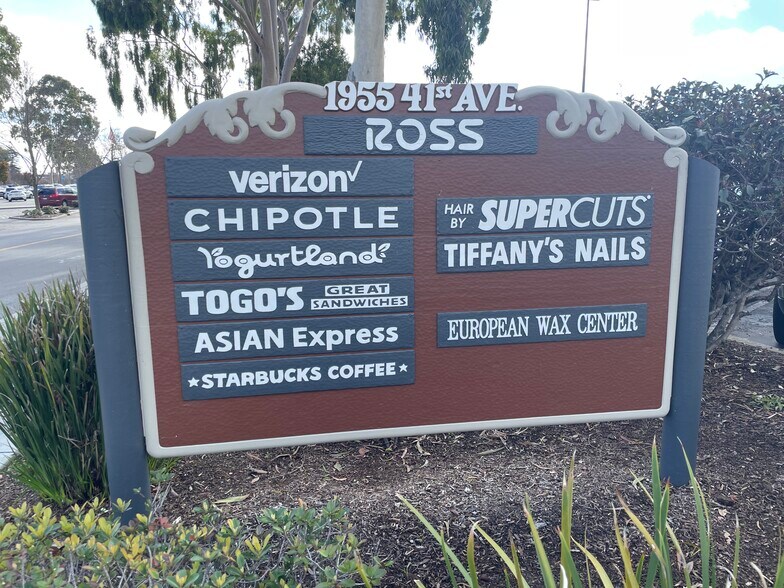 1955 41st AVE.
ROSS
verizon✓
CHIPOTLE
Yogurtland
TOGO'S GREAT SANDWICHES
ASIAN EXPRESS
★STARBUCKS COFFEE★
HAIR BY SUPERCUTS
TIFFANY'S NAILS
EUROPEAN WAX CENTER